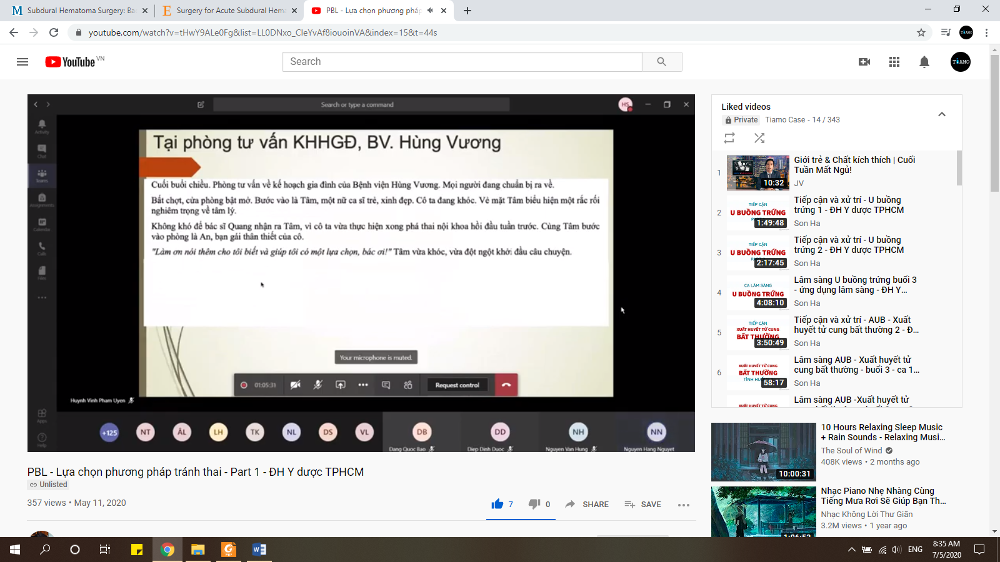 Subdural Hematoma Surgery: Ba
Surgery for Acute Subdural Hema
PBL - Lựa chọn phương pháp
youtube.com/watch?v=tHwY9ALe0Fg&list=LL0DNxo_CleYvAf8iouoinVA&index=15&t=44s
YouTube VN
Search
TIAMO
Search or type a command
HS
Activity
Chat
Teams
Assignments
Calendar
Calls
Files
Apps
Help
Tại phòng tư vấn KHHGĐ, BV. Hùng Vương
Cuối buổi chiều. Phòng tư vấn về kế hoạch gia đình của Bệnh viện Hùng Vương. Mọi người đang chuẩn bị ra về.
Bất chợt, cửa phòng bật mở. Bước vào là Tâm, một nữ ca sĩ trẻ, xinh đẹp. Cô ta đang khóc. Vẻ mặt Tâm biểu hiện một rắc rối
nghiêm trọng về tâm lý.
Không khó để bác sĩ Quang nhận ra Tâm, vì cô ta vừa thực hiện xong phá thai nội khoa hồi đầu tuần trước. Cùng Tâm bước
vào phòng là An, bạn gái thân thiết của cô.
"Làm ơn nói thêm cho tôi biết và giúp tôi có một lựa chọn, bác ơi!" Tâm vừa khóc, vừa đột ngột khởi đầu câu chuyện.
Your microphone is muted.
01:05:31
Request control
Huynh Vinh Pham Uyen
+125
NT
ÂL
LH
TK
NL
DS
VL
DB
DD
NH
NN
Dang Quoc Bao
Diep Dinh Duoc
Nguyen Van Hung
Nguyen Hang Nguyet
PBL - Lựa chọn phương pháp tránh thai - Part 1 - ĐH Y dược TPHCM
Unlisted
357 views • May 11, 2020
7
0
SHARE
SAVE
Liked videos
Private
Tiamo Case - 14 / 343
1
10:32
Giới trẻ & Chất kích thích | Cuối
Tuần Mất Ngủ!
JV
2
TIẾP CẬN
U BUỒNG TRỨNG
1:49:48
Tiếp cận và xử trí - U buồng
trứng 1 - ĐH Y dược TPHCM
Son Ha
3
TIẾP CẬN
U BUỒNG TRỨNG
2:17:45
Tiếp cận và xử trí - U buồng
trứng 2 - ĐH Y dược TPHCM
Son Ha
4
CA LÂM SÀNG
U BUỒNG TRỨNG
4:08:10
Lâm sàng U buồng trứng buổi 3
- ứng dụng lâm sàng - ĐH Y...
Son Ha
5
TIẾP CẬN
XUẤT HUYẾT TỬ CUNG
BẤT THƯỜNG
3:50:49
Tiếp cận và xử trí - AUB - Xuất
huyết tử cung bất thường 2 - Đ...
Son Ha
6
XUẤT HUYẾT TỬ CUNG
BẤT THƯỜNG
58:17
Lâm sàng AUB - Xuất huyết tử
cung bất thường - buổi 3 - ca 1...
Son Ha
Lâm sàng AUB -Xuất huyết tử
10:00:31
10 Hours Relaxing Sleep Music
+ Rain Sounds - Relaxing Musi...
The Soul of Wind
408K views • 2 months ago
1:06:52
Nhạc Piano Nhẹ Nhàng Cùng
Tiếng Mưa Rơi Sẽ Giúp Bạn Th...
Nhạc Không Lời Thư Giãn
3.2M views • 1 year ago
ENG
8:35 AM
7/5/2020